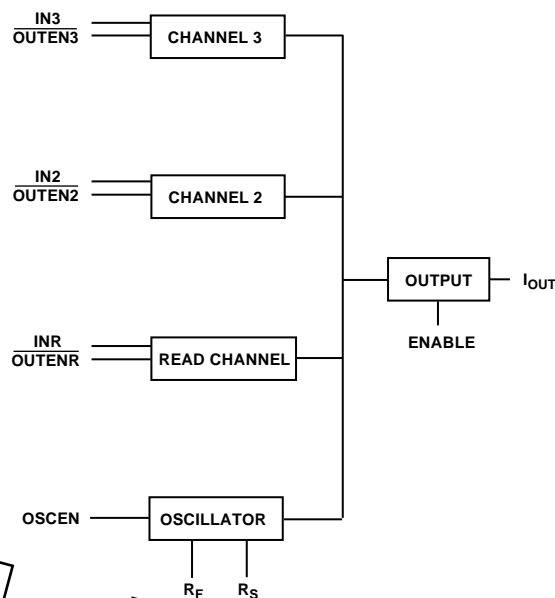 IN3
OUTEN3
CHANNEL 3
IN2
OUTEN2
CHANNEL 2
OUTPUT
IOUT
ENABLE
INR
OUTENR
READ CHANNEL
OSCEN
OSCILLATOR
RF
RS